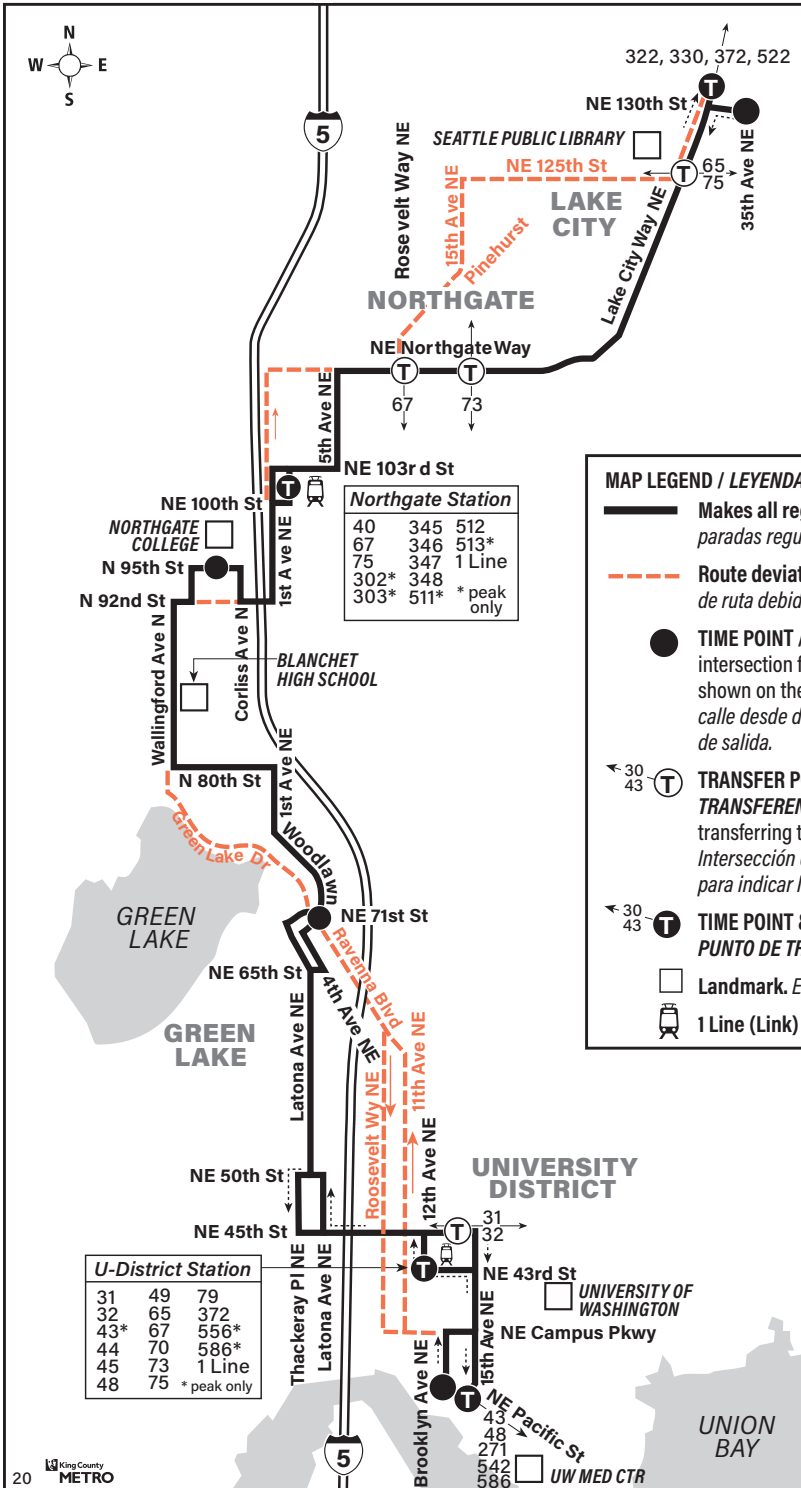 N
W E
S
322, 330, 372, 522
5
NE 130th St
SEATTLE PUBLIC LIBRARY
NE 125th St
65
75
35th Ave NE
Rosevelt Way NE
15th Ave NE
Pinehurst
LAKE
CITY
Lake City Way NE
NORTHGATE
NE Northgate Way
67
73
5th Ave NE
NE 103r d St
NE 100th St
NORTHGATE
COLLEGE
N 95th St
N 92nd St
1st A ve NE
Northgate Station
40 345 512
67 346 513*
75 347 1 Line
302* 348 * peak
303* 511* only
Wallingford Ave N
Corliss Ave N
BLANCHET
HIGH SCHOOL
N 80th St
1st Ave NE
Woodlawn
Green Lake Dr
GREEN
LAKE
NE 71st St
Ravenna Blvd
NE 65th St
4th Ave NE
GREEN
LAKE
Latona Ave NE
Roosevelt Wy NE
11th Ave NE
12th Ave NE
NE 50th St
UNIVERSITY
DISTRICT
NE 45th St
31
32
U-District Station
31 49 79
32 65 372
43* 67 556*
44 70 586*
45 73 1 Line
48 75 * peak only
Thackeray Pl NE
Latona Ave NE
NE 43rd St
UNIVERSITY OF
WASHINGTON
15th Ave NE
NE Campus Pkwy
Brooklyn Ave NE
T
NE Pacific St
43
48
271
542
586
UW MED CTR
UNION
BAY
5
20 King County
METRO
MAP LEGEND / LEYENDA
Makes all reg
paradas regu
Route deviat
de ruta debid
TIME POINT /
intersection f
shown on the
calle desde d
de salida.
30
43 T TRANSFER P
TRANSFEREN
transferring t
Intersección
para indicar l
30
43 T TIME POINT &
PUNTO DE TR
Landmark. E
1 Line (Link)